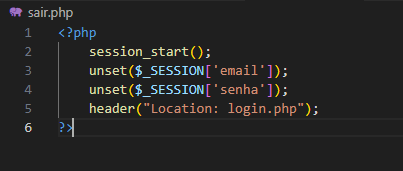 sair.php
1 <?php
2 session_start();
3 unset($_SESSION['email']);
4 unset($_SESSION['senha']);
5 header("Location: login.php");
6 ?>